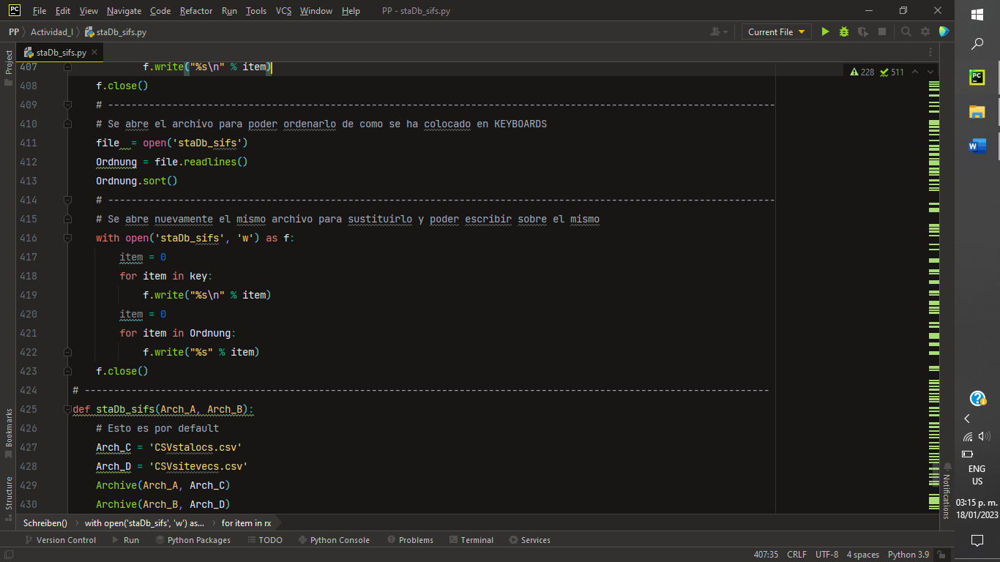 PC File Edit View Navigate Code Refactor Run Tools VCS Window Help PP - staDb_sifs.py
PP Actividad_I staDb_sifs.py Current File
staDb_sifs.py
Project
228 511
407 f.write("%s\n" % item)
408 f.close()
409 # ------------------------------------------------------------------------------------------------------------------
410 # Se abre el archivo para poder ordenarlo de como se ha colocado en KEYBOARDS
411 file  = open('staDb_sifs')
412 Ordnung = file.readlines()
413 Ordnung.sort()
414 # ------------------------------------------------------------------------------------------------------------------
415 # Se abre nuevamente el mismo archivo para sustituirlo y poder escribir sobre el mismo
416 with open('staDb_sifs', 'w') as f:
417 item = 0
418 for item in key:
419 f.write("%s\n" % item)
420 item = 0
421 for item in Ordnung:
422 f.write("%s" % item)
423 f.close()
424 # ---------------------------------------------------------------------------------------------------------------------
425 def staDb_sifs(Arch_A, Arch_B):
426 # Esto es por default
427 Arch_C = 'CSVstalocs.csv'
428 Arch_D = 'CSVsitevecs.csv'
429 Archive(Arch_A, Arch_C)
430 Archive(Arch_B, Arch_D)
Bookmarks
Structure
Notifications
Schreiben() with open('staDb_sifs', 'w') as... for item in rx
Version Control Run Python Packages TODO Python Console Problems Terminal Services
407:35 CRLF UTF-8 4 spaces Python 3.9
PC
W
ENG
US
03:15 p. m.
18/01/2023